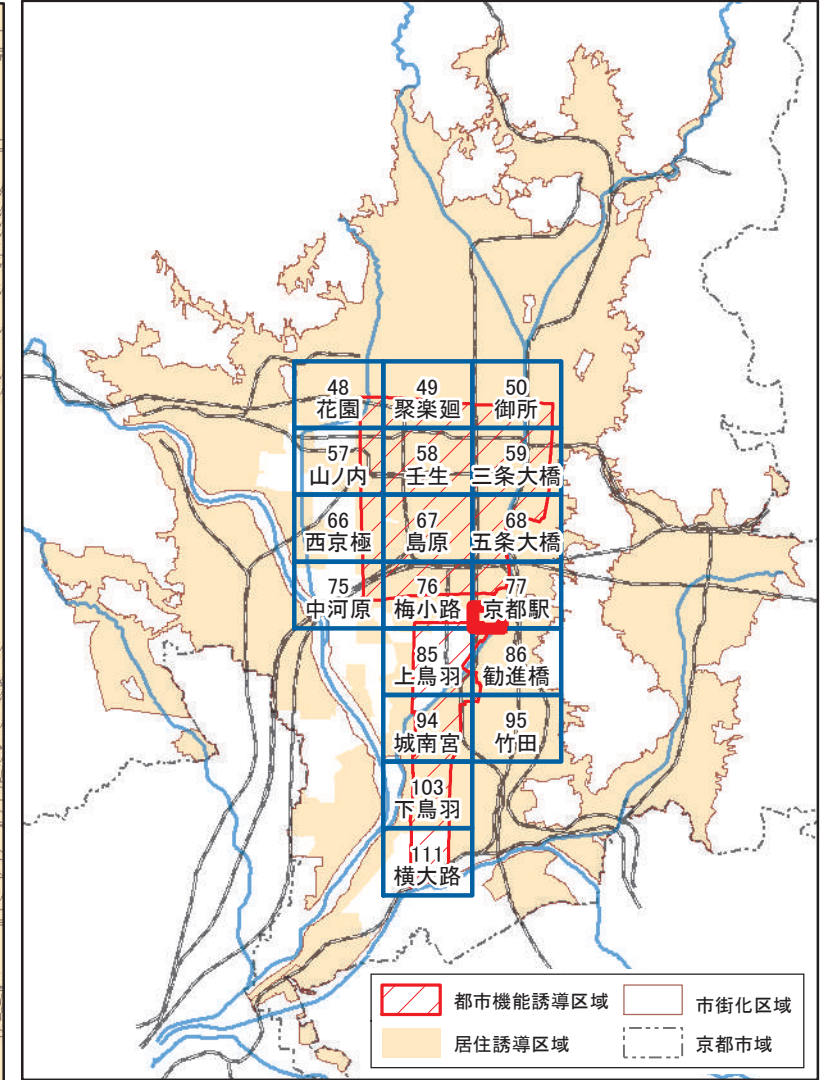 48
花園
49
聚楽廻
50
御所
57
山ノ内
58
壬生
59
三条大橋
66
西京極
67
島原
68
五条大橋
75
中河原
76
梅小路
77
京都駅
85
上鳥羽
86
勧進橋
94
城南宮
95
竹田
103
下鳥羽
111
横大路
都市機能誘導区域
市街化区域
居住誘導区域
京都市域